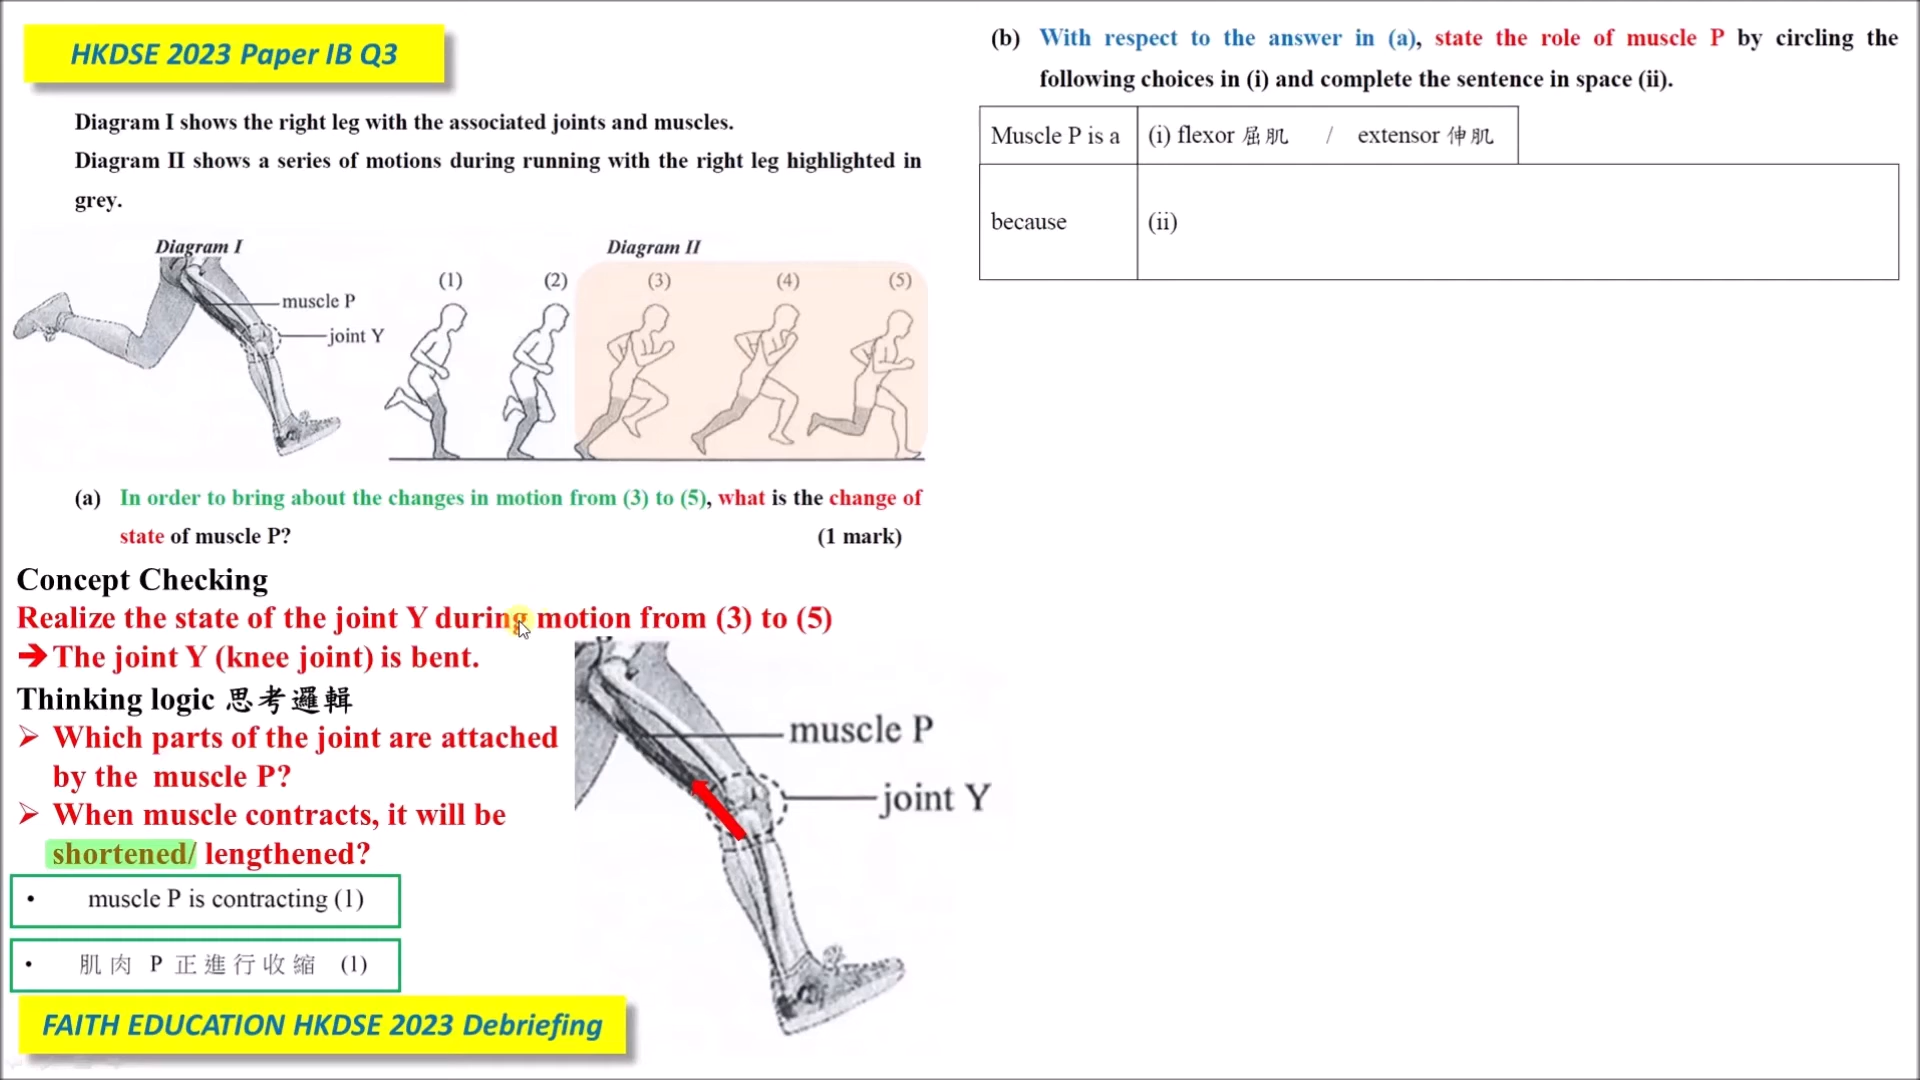 HKDSE 2023 Paper IB Q3
Diagram I shows the right leg with the associated joints and muscles.
Diagram II shows a series of motions during running with the right leg highlighted in
grey.
Diagram I
muscle P
joint Y
Diagram II
(1)
(2)
(3)
(4)
(5)
(a) In order to bring about the changes in motion from (3) to (5), what is the change of
state of muscle P? (1 mark)
Concept Checking
Realize the state of the joint Y during motion from (3) to (5)
➔ The joint Y (knee joint) is bent.
Thinking logic 思考邏輯
➢ Which parts of the joint are attached
by the muscle P?
➢ When muscle contracts, it will be
shortened/ lengthened?
• muscle P is contracting (1)
• 肌肉 P 正進行收縮 (1)
muscle P
joint Y
FAITH EDUCATION HKDSE 2023 Debriefing
(b) With respect to the answer in (a), state the role of muscle P by circling the
following choices in (i) and complete the sentence in space (ii).
Muscle P is a (i) flexor 屈肌 / extensor 伸肌
because (ii)